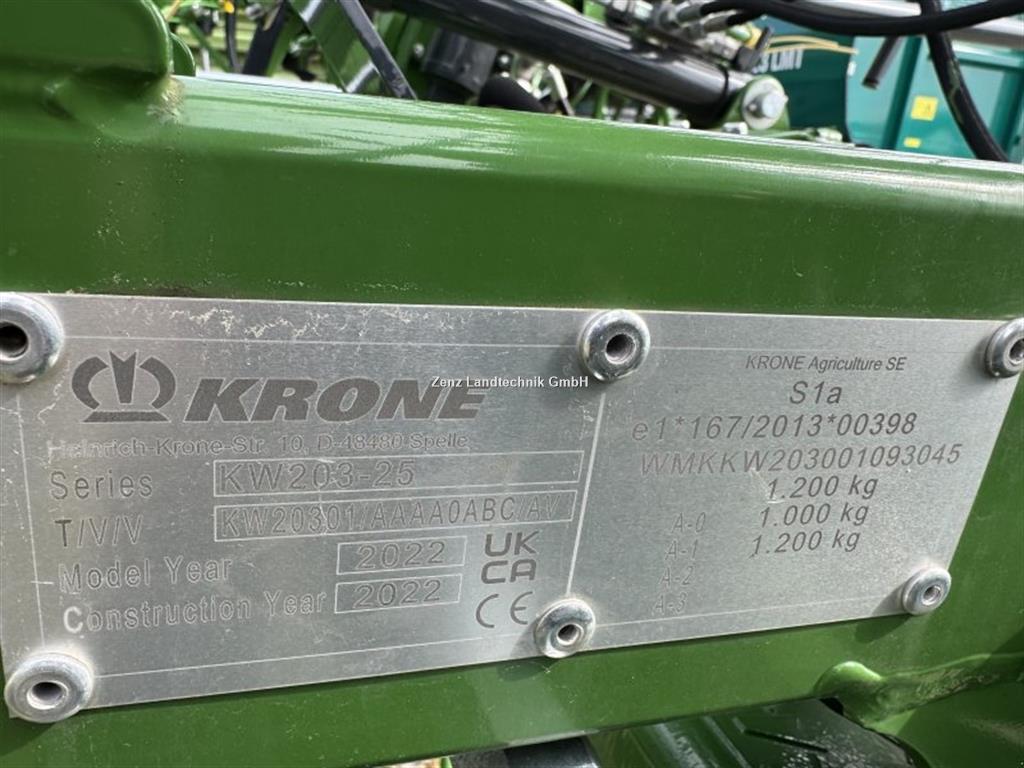 LMT
KRONE
Heinrich-Krone-Str. 10, D-48480 Spelle
Series KW203-25
T/V/V KW20301/AAAA0ABC/AV
Model Year 2022
Construction Year 2022
UK
CA
CE
Zenz Landtechnik GmbH
KRONE Agriculture SE
S1a
e1*167/2013*00398
WMKKW203001093045
1.200 kg
A-0 1.000 kg
A-1 1.200 kg
A-2
A-3